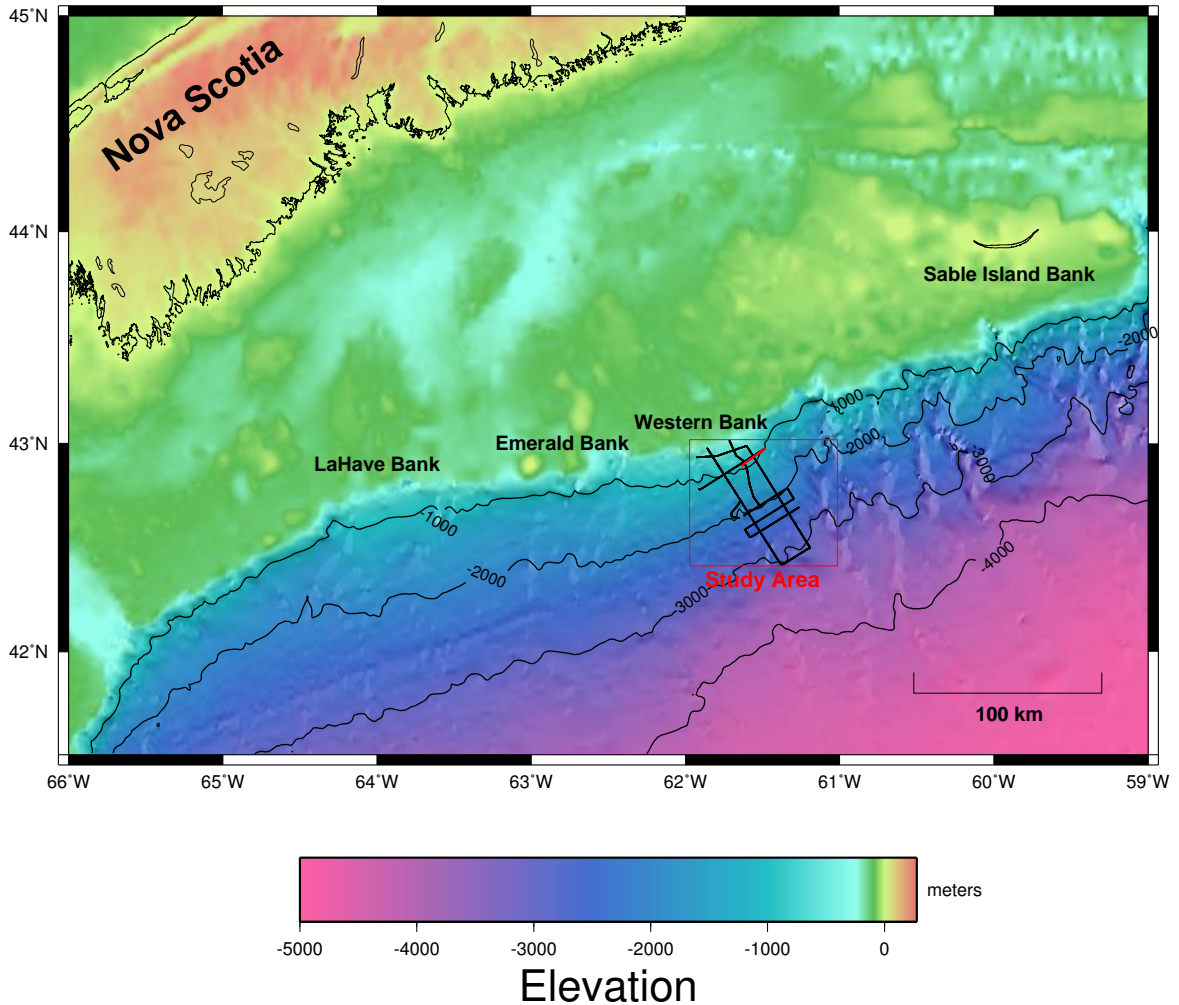 45˚N
Nova Scotia
44˚N
Sable Island Bank
-2000
-1000
Western Bank
43˚N
Emerald Bank
-2000
LaHave Bank
-3000
-1000
-4000
-2000
Study Area
-3000
42˚N
100 km
66˚W 65˚W 64˚W 63˚W 62˚W 61˚W 60˚W 59˚W
meters
-5000 -4000 -3000 -2000 -1000 0
Elevation